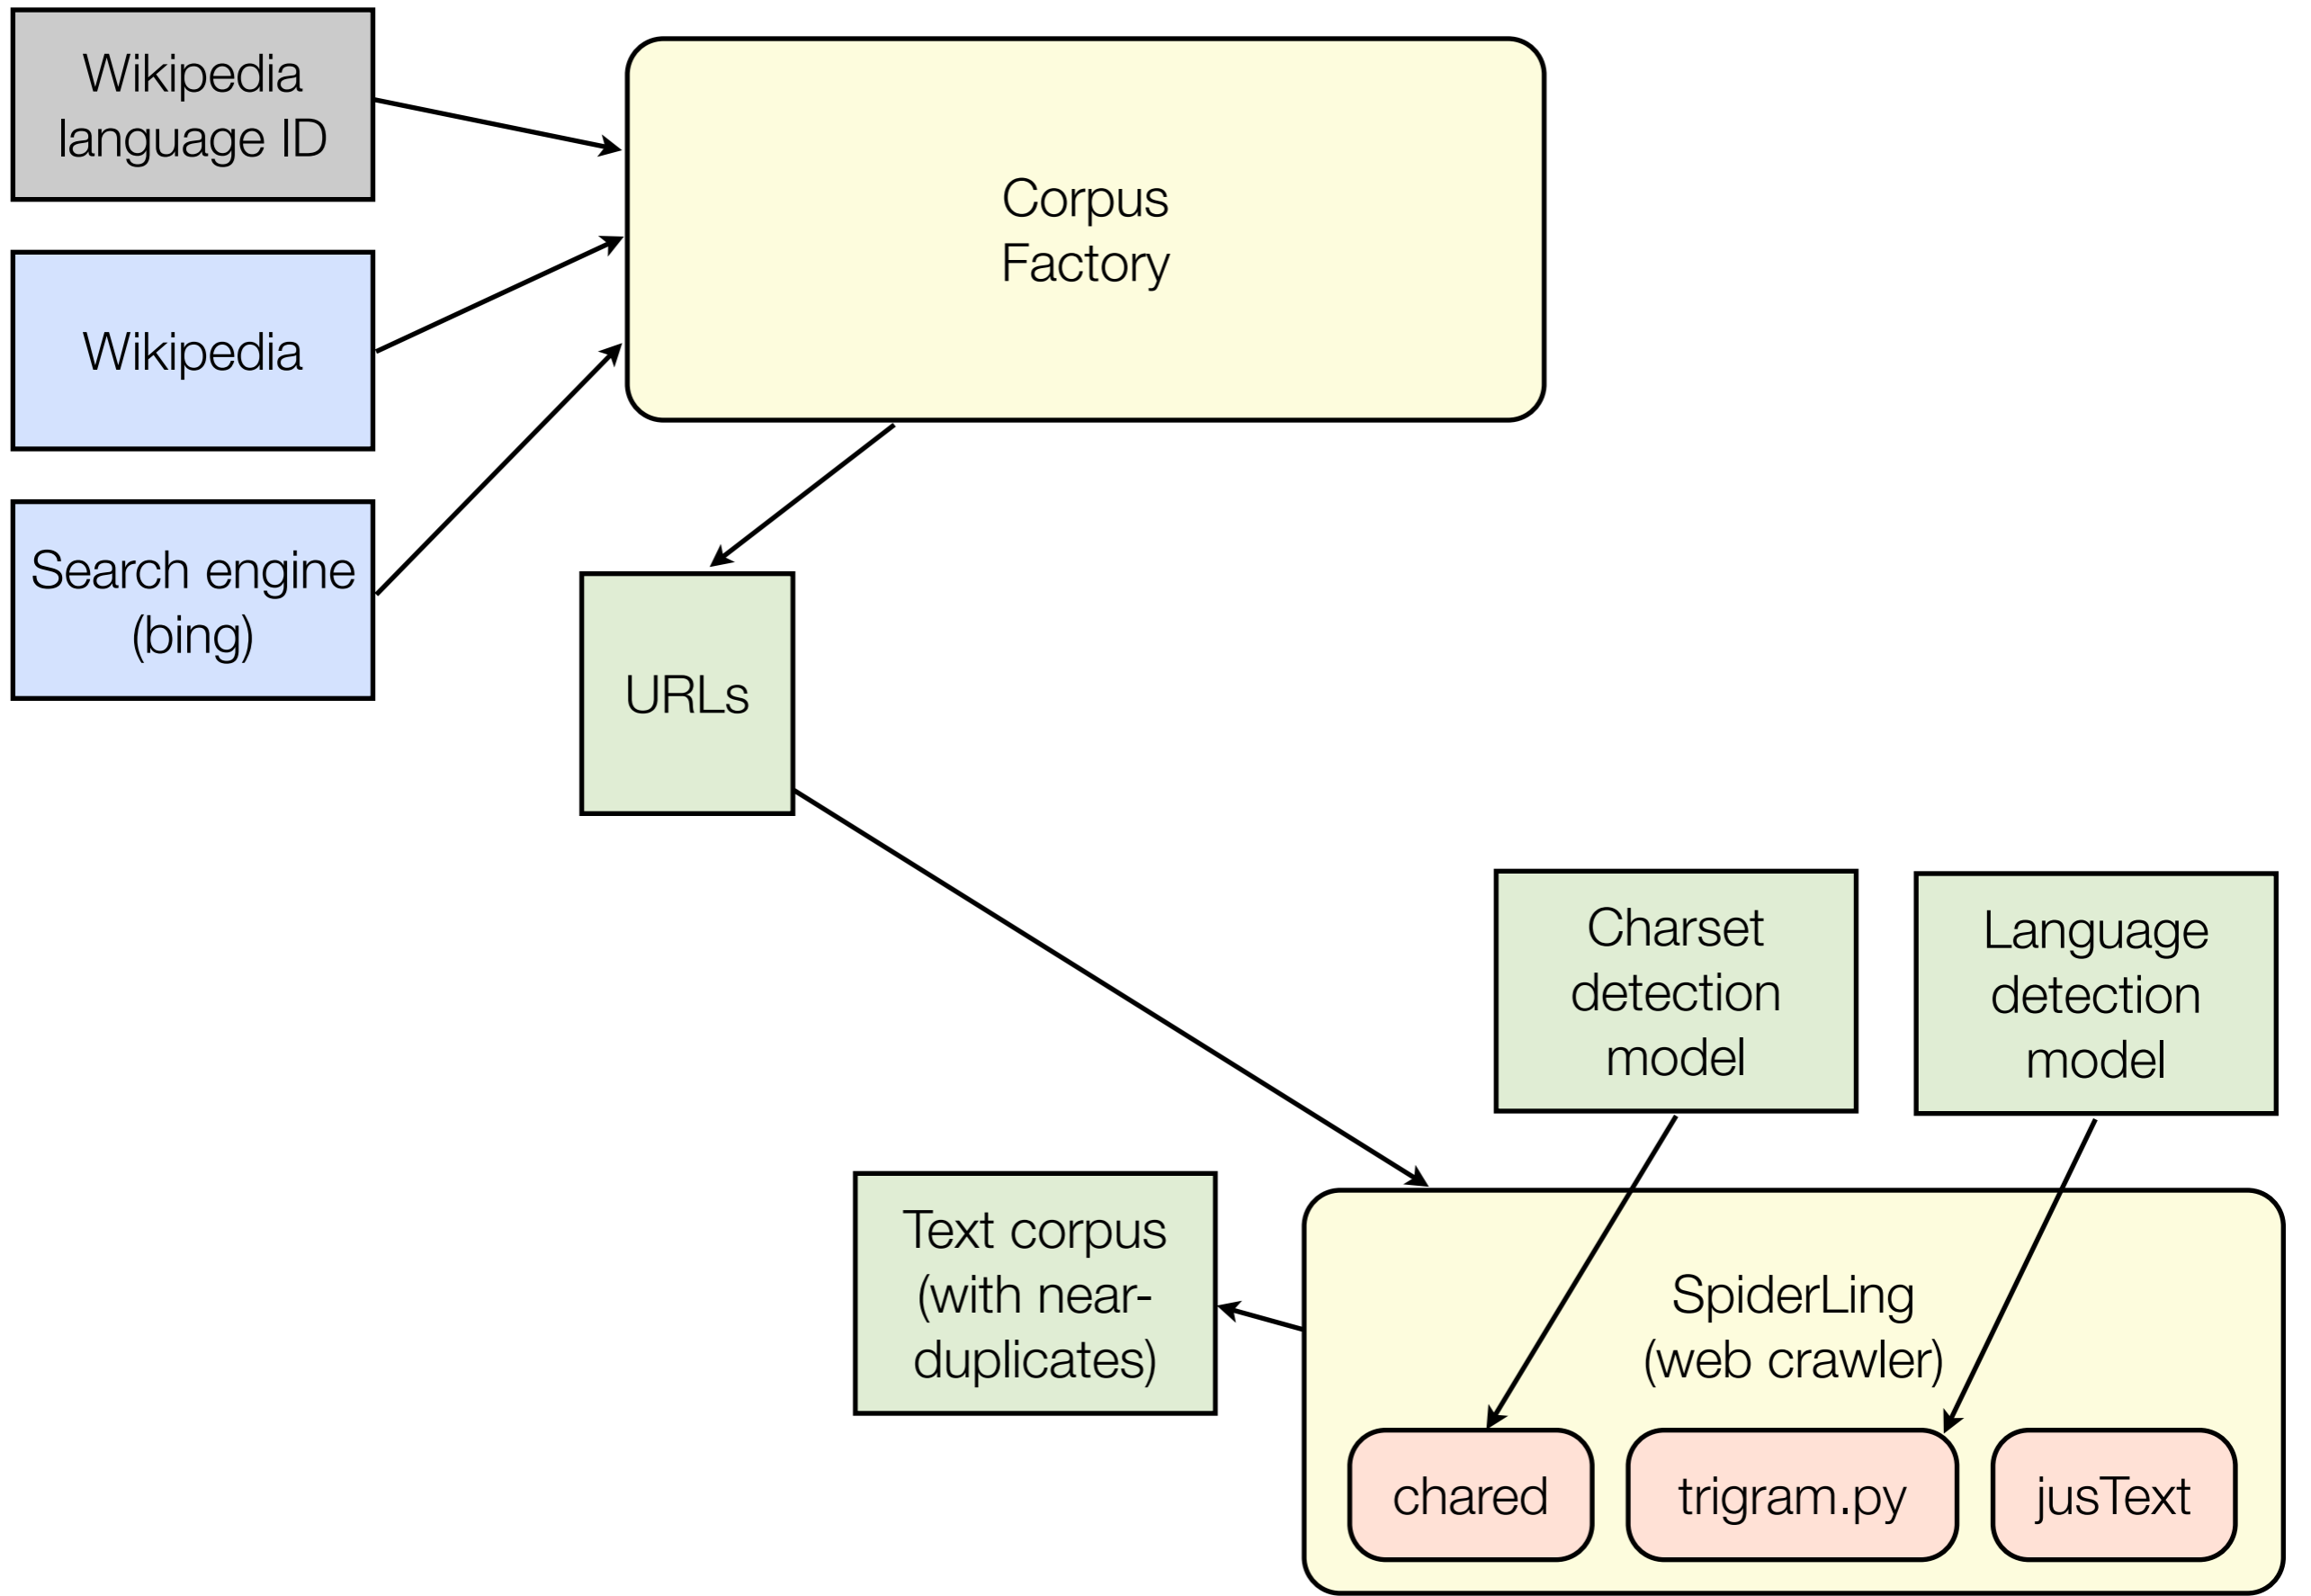 Wikipedia
language ID
Corpus
Factory
Wikipedia
Search engine
(bing)
URLs
Charset
detection
model
Language
detection
model
Text corpus
(with near-
duplicates)
SpiderLing
(web crawler)
chared
trigram.py
jusText